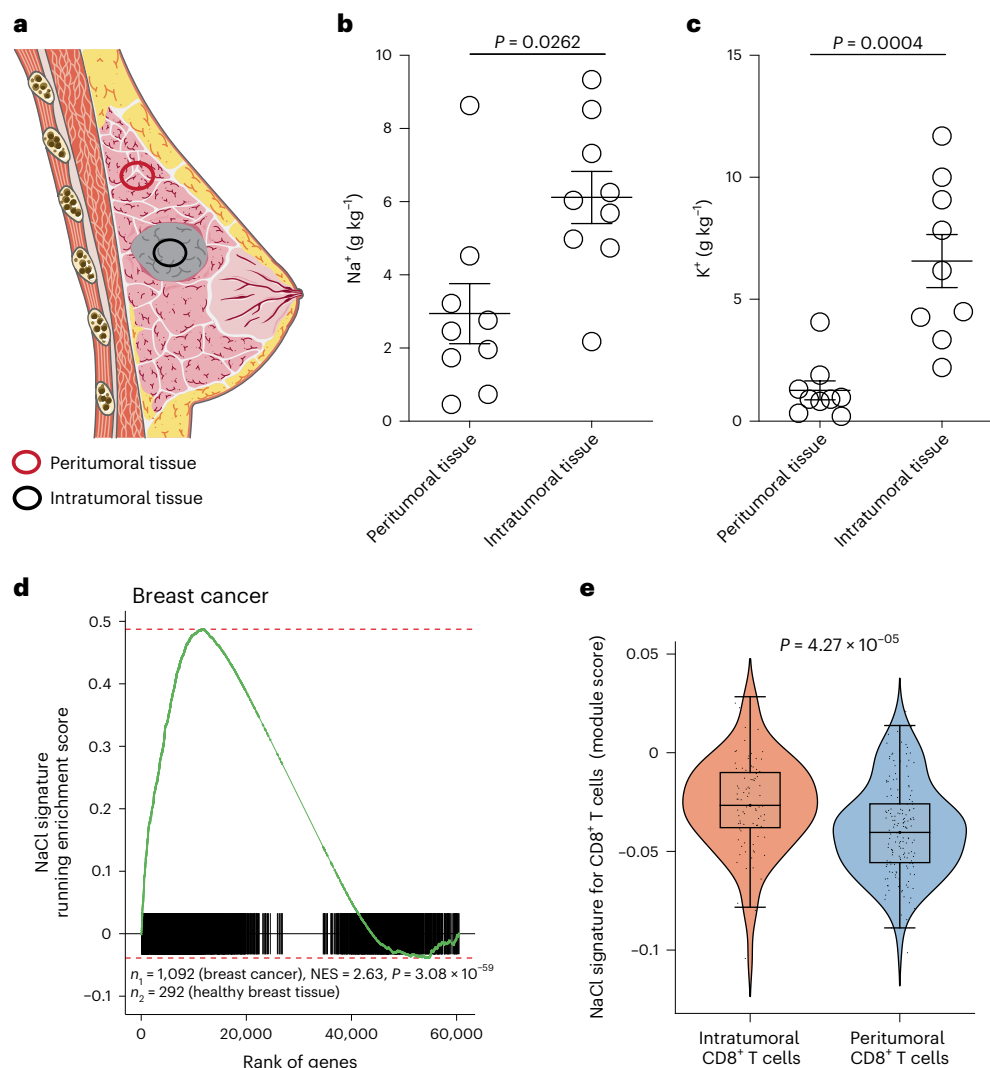 a
Peritumoral tissue
Intratumoral tissue
b
P = 0.0262
Na⁺ (g kg⁻¹)
10
8
6
4
2
0
Peritumoral tissue
Intratumoral tissue
c
P = 0.0004
K⁺ (g kg⁻¹)
15
10
5
0
Peritumoral tissue
Intratumoral tissue
d
Breast cancer
NaCl signature
running enrichment score
0.5
0.4
0.3
0.2
0.1
0
−0.1
n₁ = 1,092 (breast cancer), NES = 2.63, P = 3.08 × 10⁻⁵⁹
n₂ = 292 (healthy breast tissue)
0
20,000
40,000
60,000
Rank of genes
e
P = 4.27 × 10⁻⁰⁵
NaCl signature for CD8⁺ T cells (module score)
0.05
0
−0.05
−0.1
Intratumoral
CD8⁺ T cells
Peritumoral
CD8⁺ T cells